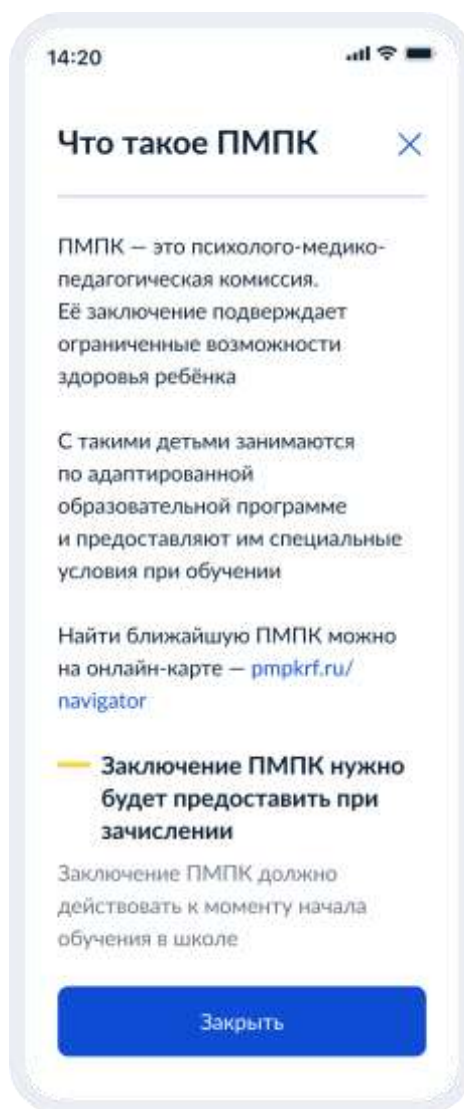 14:20
Что такое ПМПК
ПМПК — это психолого-медико-
педагогическая комиссия.
Её заключение подверждает
ограниченные возможности
здоровья ребёнка
С такими детьми занимаются
по адаптированной
образовательной программе
и предоставляют им специальные
условия при обучении
Найти ближайшую ПМПК можно
на онлайн-карте — pmpkrf.ru/
navigator
Заключение ПМПК нужно
будет предоставить при
зачислении
Заключение ПМПК должно
действовать к моменту начала
обучения в школе
Закрыть